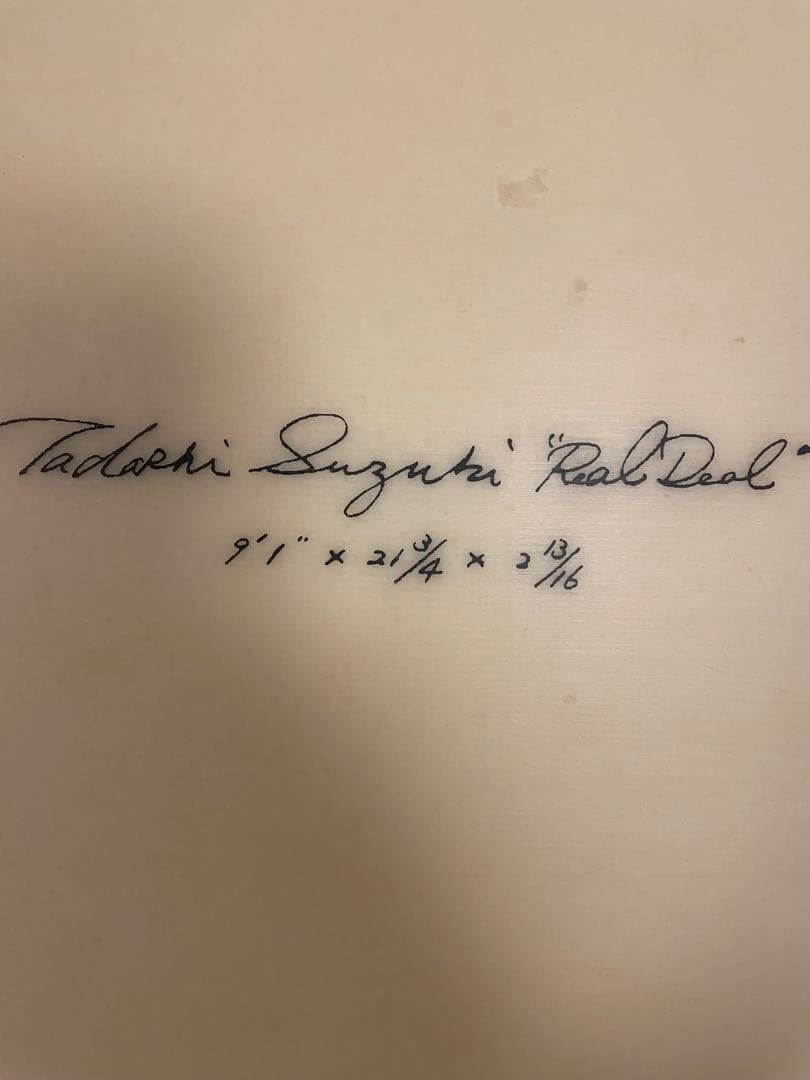 Tadashi Suzuki "Real Deal"
9'1" x 21 3/4 x 2 13/16